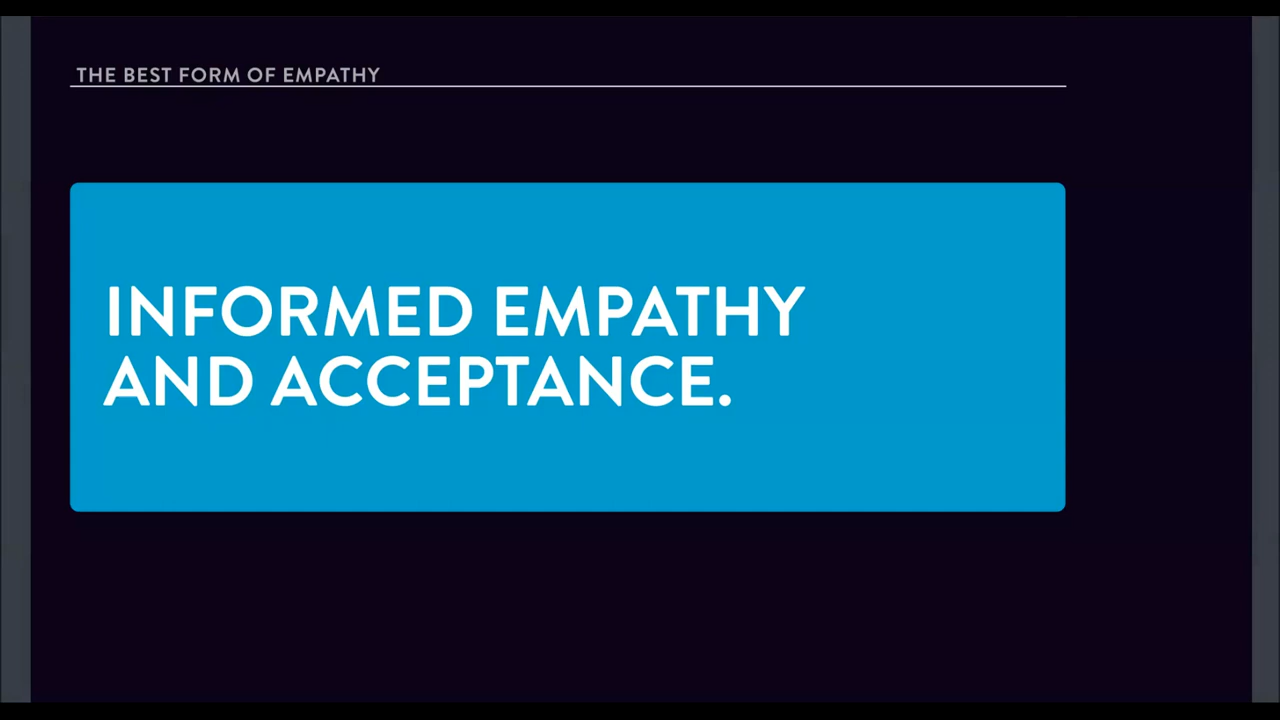 THE BEST FORM OF EMPATHY
INFORMED EMPATHY
AND ACCEPTANCE.